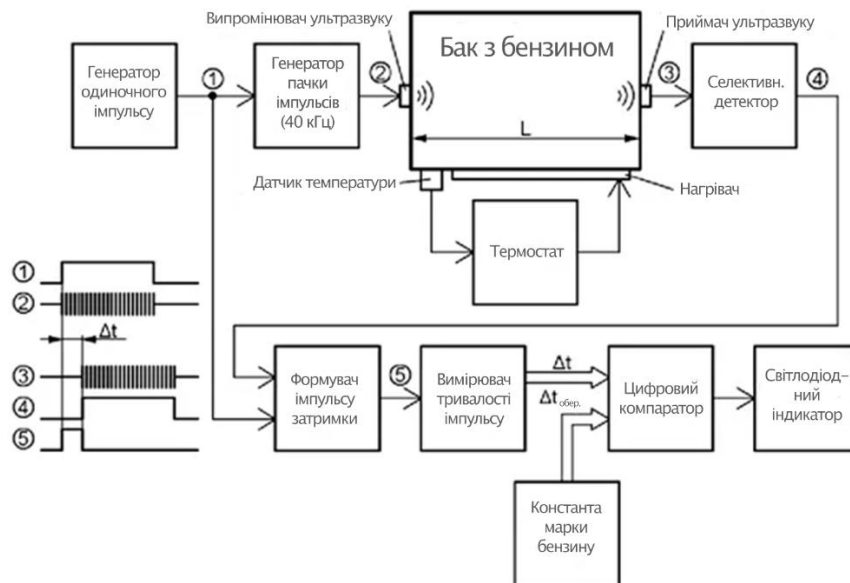 Випромінювач ультразвуку
Приймач ультразвуку
Бак з бензином
Генератор
одиночного
імпульсу
①
Генератор
пачки
імпульсів
(40 кГц)
②
③
Селективн.
детектор
④
L
Датчик температури
Нагрівач
Термостат
①
②
Δt
③
④
⑤
Формувач
імпульсу
затримки
⑤
Вимірювач
тривалості
імпульсу
Δt
Δt обер.
Цифровий
компаратор
Світлодіод–
ний
індикатор
Константа
марки
бензину